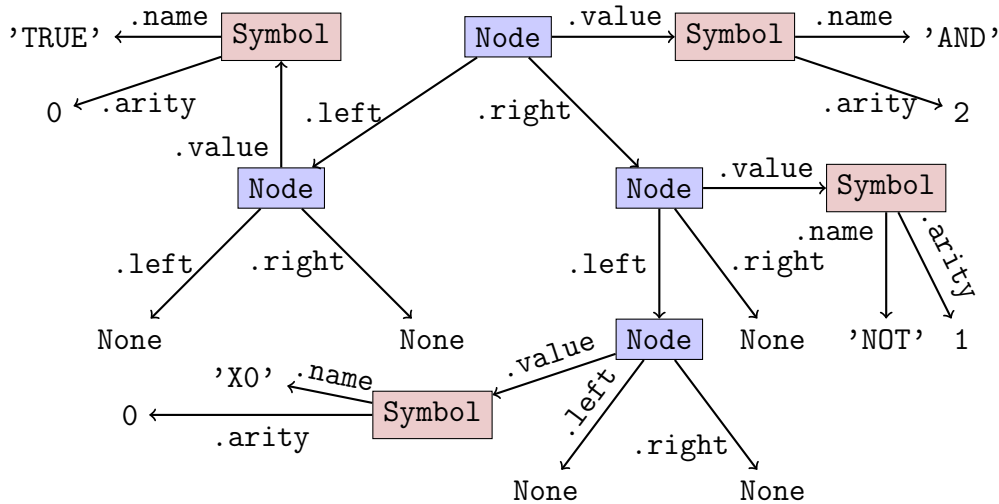 .name
.value
.name
'TRUE'
Symbol
Node
Symbol
'AND'
0
.arity
.left
.right
.arity
2
.value
Node
Node
.value
Symbol
.left
.right
.left
.right
.name
.arity
None
None
Node
None
'NOT'
1
'X0'
.name
.value
0
Symbol
.arity
.left
.right
None
None